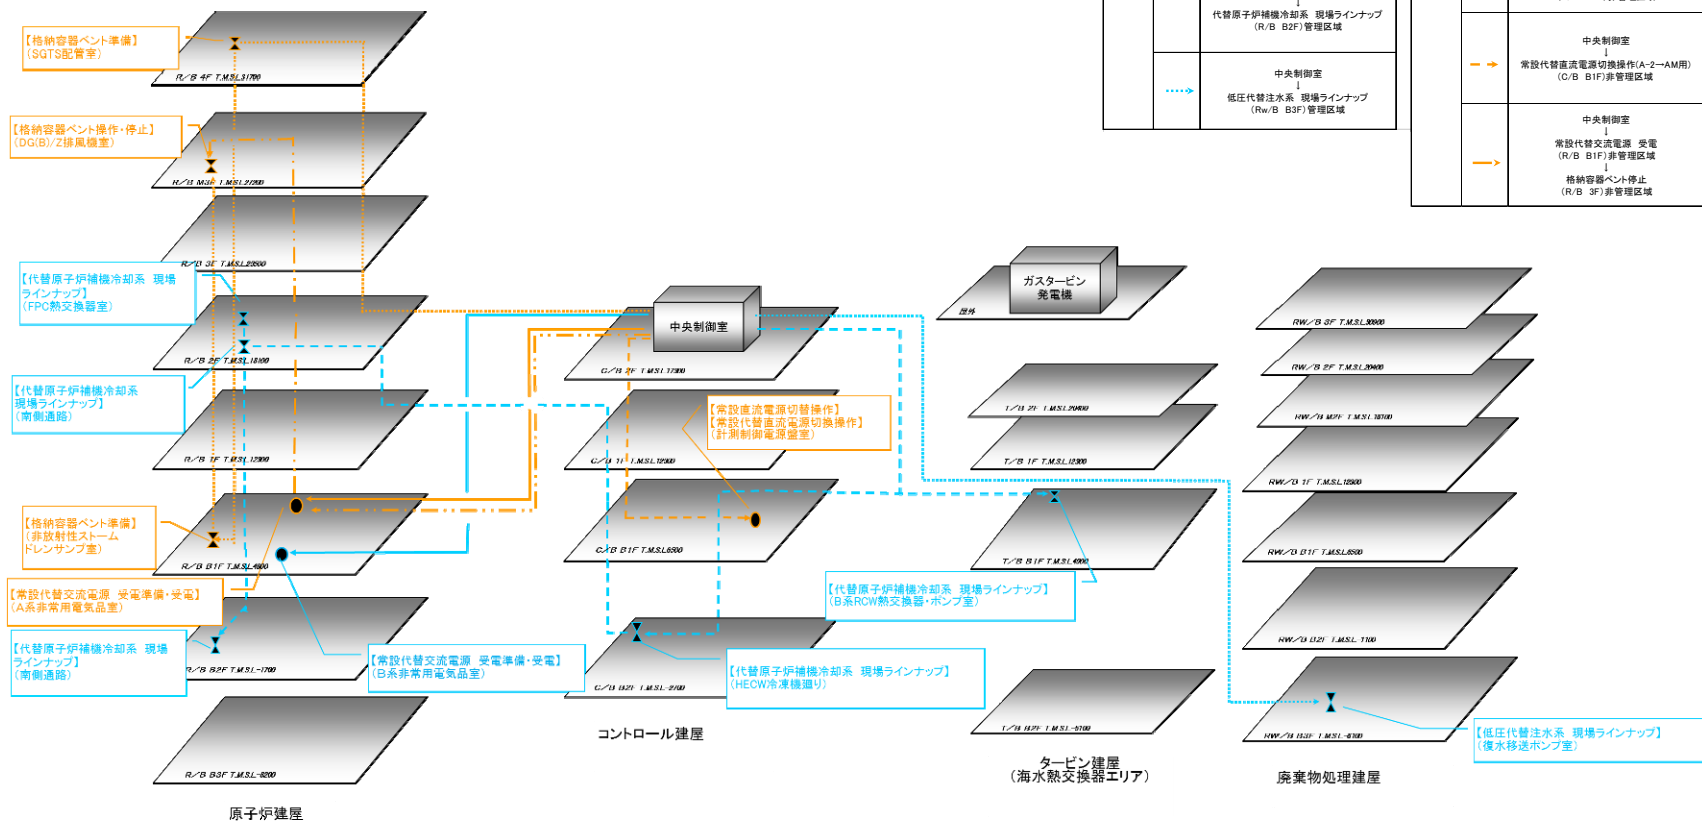 代替原子炉補機冷却系 現場ラインナップ
(R/B B2F)管理区域
中央制御室
↓
低圧代替注水系 現場ラインナップ
(Rw/B B3F)管理区域
中央制御室
↓
常設代替直流電源切換操作(A-2→AM用)
(C/B B1F)非管理区域
中央制御室
↓
常設代替交流電源 受電
(R/B B1F)非管理区域
↓
格納容器ベント停止
(R/B 3F)非管理区域
【格納容器ベント準備】
(SGTS配管室)
R/B 4F T.M.S.L.31700
【格納容器ベント操作・停止】
(DG(B)/Z排風機室)
R/B M3F T.M.S.L.27200
R/B 3F T.M.S.L.23500
【代替原子炉補機冷却系 現場
ラインナップ】
(FPC熱交換器室)
R/B 2F T.M.S.L.18100
【代替原子炉補機冷却系
現場ラインナップ】
(南側通路)
R/B 1F T.M.S.L.12300
【格納容器ベント準備】
(非放射性ストーム
ドレンサンプ室)
R/B B1F T.M.S.L.4800
【常設代替交流電源 受電準備・受電】
(A系非常用電気品室)
【代替原子炉補機冷却系 現場
ラインナップ】
(南側通路)
R/B B2F T.M.S.L.-1700
【常設代替交流電源 受電準備・受電】
(B系非常用電気品室)
R/B B3F T.M.S.L.-8200
原子炉建屋
中央制御室
C/B 2F T.M.S.L.17300
【常設直流電源切替操作】
【常設代替直流電源切換操作】
(計測制御電源盤室)
C/B 1F T.M.S.L.12300
C/B B1F T.M.S.L.6500
【代替原子炉補機冷却系 現場ラインナップ】
(HECW冷凍機廻り)
C/B B2F T.M.S.L.-2700
コントロール建屋
ガスタービン
発電機
屋外
T/B 2F T.M.S.L.20400
T/B 1F T.M.S.L.12300
T/B B1F T.M.S.L.4900
【代替原子炉補機冷却系 現場ラインナップ】
(B系RCW熱交換器・ポンプ室)
T/B B2F T.M.S.L.-5100
タービン建屋
(海水熱交換器エリア)
RW/B 3F T.M.S.L.30900
RW/B 2F T.M.S.L.20400
RW/B M2F T.M.S.L.16100
RW/B 1F T.M.S.L.12300
RW/B B1F T.M.S.L.6500
RW/B B2F T.M.S.L.-1100
RW/B B3F T.M.S.L.-6100
【低圧代替注水系 現場ラインナップ】
(復水移送ポンプ室)
廃棄物処理建屋